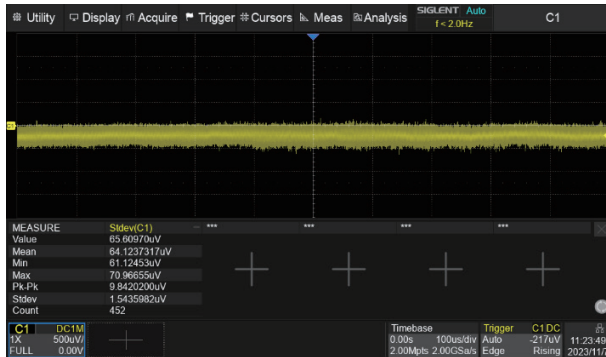 Utility Display Acquire Trigger Cursors Meas Analysis SIGLENT Auto C1
f < 2.0Hz
C1
MEASURE Stdev(C1) *** *** *** ***
Value 65.60970uV
Mean 64.1237317uV
Min 61.12453uV
Max 70.96655uV
Pk-Pk 9.8420200uV
Stdev 1.5435982uV
Count 452
C1 DC1M Timebase Trigger C1 DC
1X 500uV/ 0.00s 100us/div Auto -217uV 11:23:49
FULL 0.00V 2.00Mpts 2.00GSa/s Edge Rising